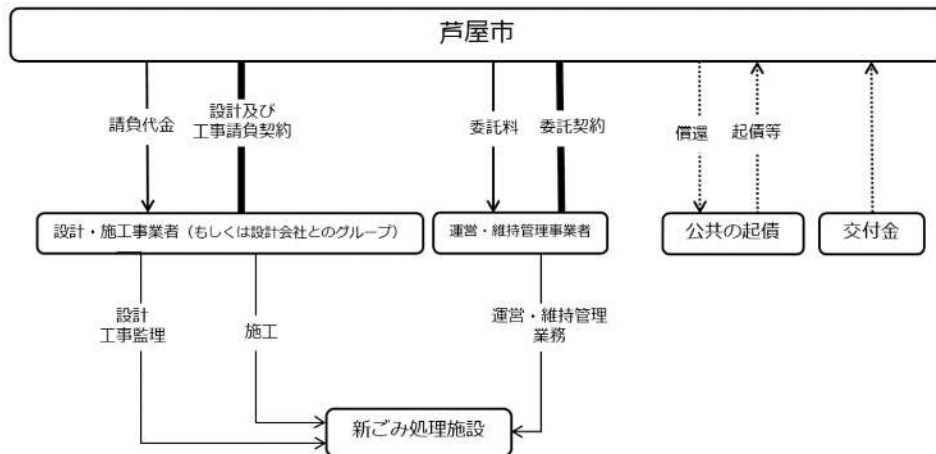 芦屋市
請負代金
設計及び
工事請負契約
委託料
委託契約
償還
起債等
設計・施工事業者（もしくは設計会社とのグループ）
運営・維持管理事業者
公共の起債
交付金
設計
工事監理
施工
運営・維持管理
業務
新ごみ処理施設